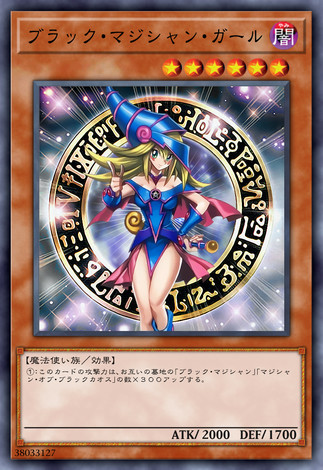 ブラック・マジシャン・ガール
闇
やみ
【魔法使い族／効果】
①：このカードの攻撃力は、お互いの墓地の「ブラック・マジシャン」「マジシ
ャン・オブ・ブラックカオス」の数×３００アップする。
ATK/ 2000 DEF/ 1700
38033127